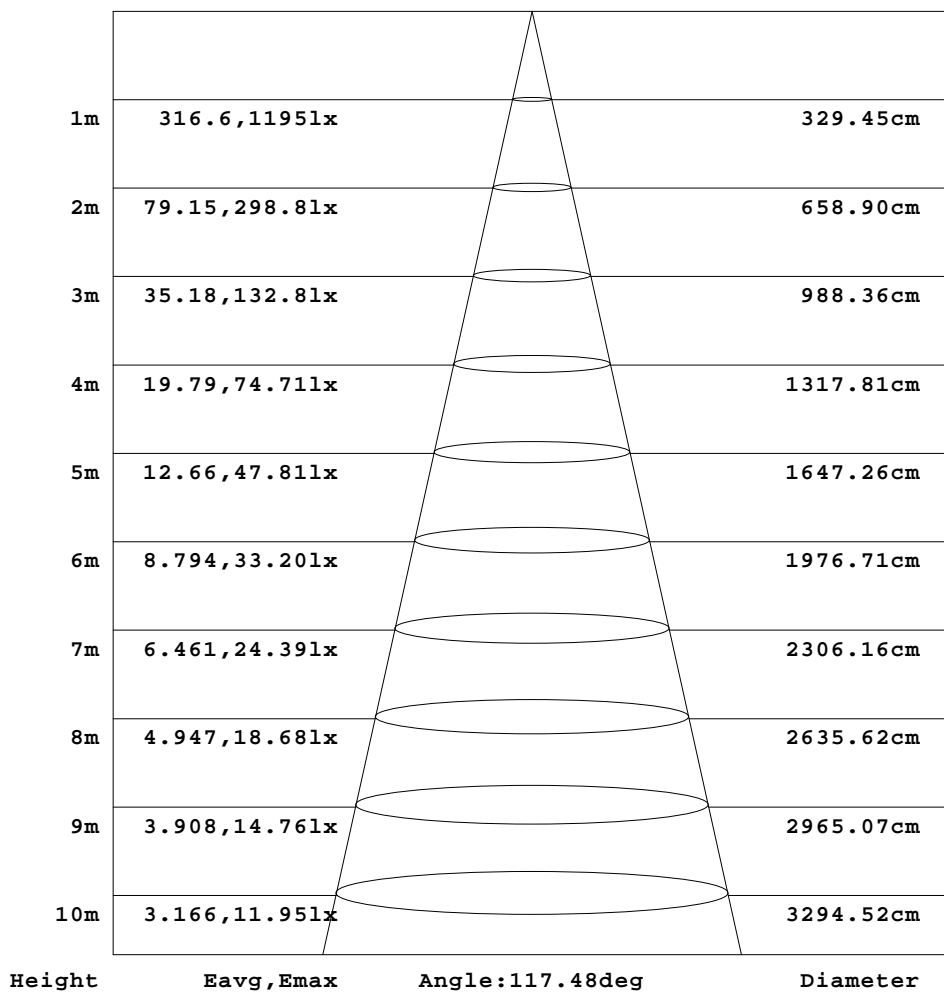 1m 316.6,1195lx 329.45cm
2m 79.15,298.8lx 658.90cm
3m 35.18,132.8lx 988.36cm
4m 19.79,74.71lx 1317.81cm
5m 12.66,47.81lx 1647.26cm
6m 8.794,33.20lx 1976.71cm
7m 6.461,24.39lx 2306.16cm
8m 4.947,18.68lx 2635.62cm
9m 3.908,14.76lx 2965.07cm
10m 3.166,11.95lx 3294.52cm
Height Eavg,Emax Angle:117.48deg Diameter